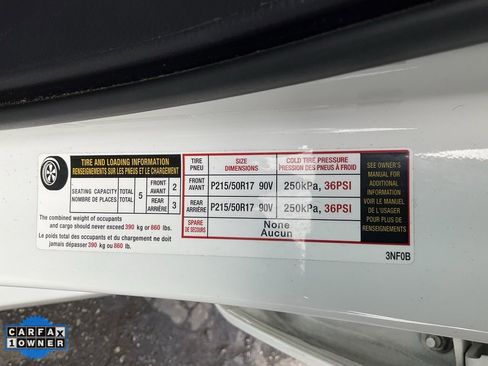 TIRE AND LOADING INFORMATION
RENSEIGNEMENTS SUR LES PNEUS ET LE CHARGEMENT
SEATING CAPACITY TOTAL
NOMBRE DE PLACES TOTAL
5
FRONT
AVANT
2
REAR
ARRIÈRE
3
The combined weight of occupants
and cargo should never exceed 390 kg or 860 lbs.
Le poids total des occupants et du chargement ne doit
jamais dépasser 390 kg ou 860 lb.
TIRE
PNEU
SIZE
DIMENSIONS
COLD TIRE PRESSURE
PRESSION DES PNEUS À FROID
FRONT
AVANT
P215/50R17 90V
250kPa, 36PSI
REAR
ARRIÈRE
P215/50R17 90V
250kPa, 36PSI
SPARE
DE SECOURS
None
Aucun
SEE OWNER'S
MANUAL FOR
ADDITIONAL
INFORMATION
VOIR LE MANUEL
DE L'USAGER
POUR PLUS DE
RENSEIGNEMENTS
3NF0B
CARFAX
1 OWNER